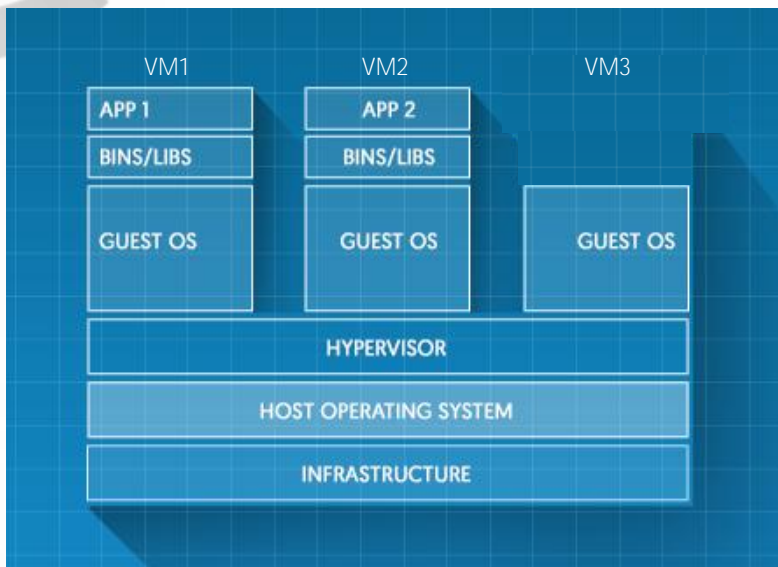 VM1 VM2 VM3
APP 1 APP 2
BINS/LIBS BINS/LIBS
GUEST OS GUEST OS GUEST OS
HYPERVISOR
HOST OPERATING SYSTEM
INFRASTRUCTURE